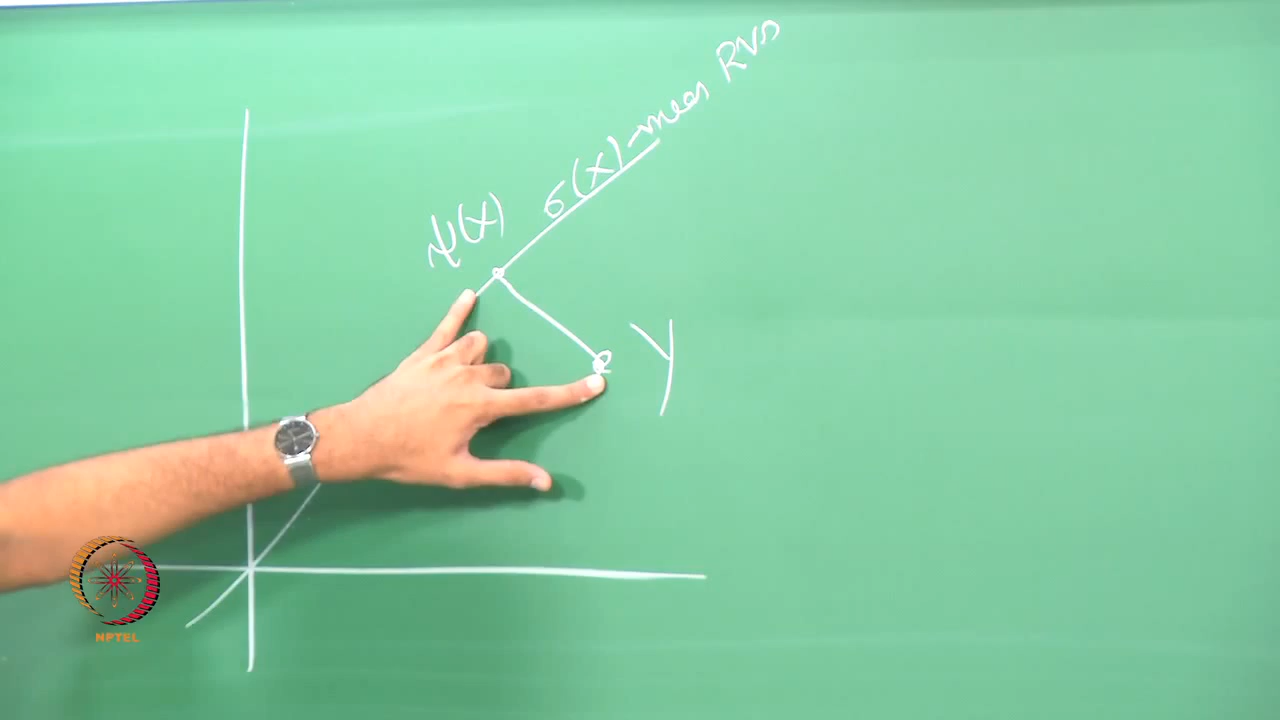 σ(X)-meas RVs
ψ(X)
Y
NPTEL